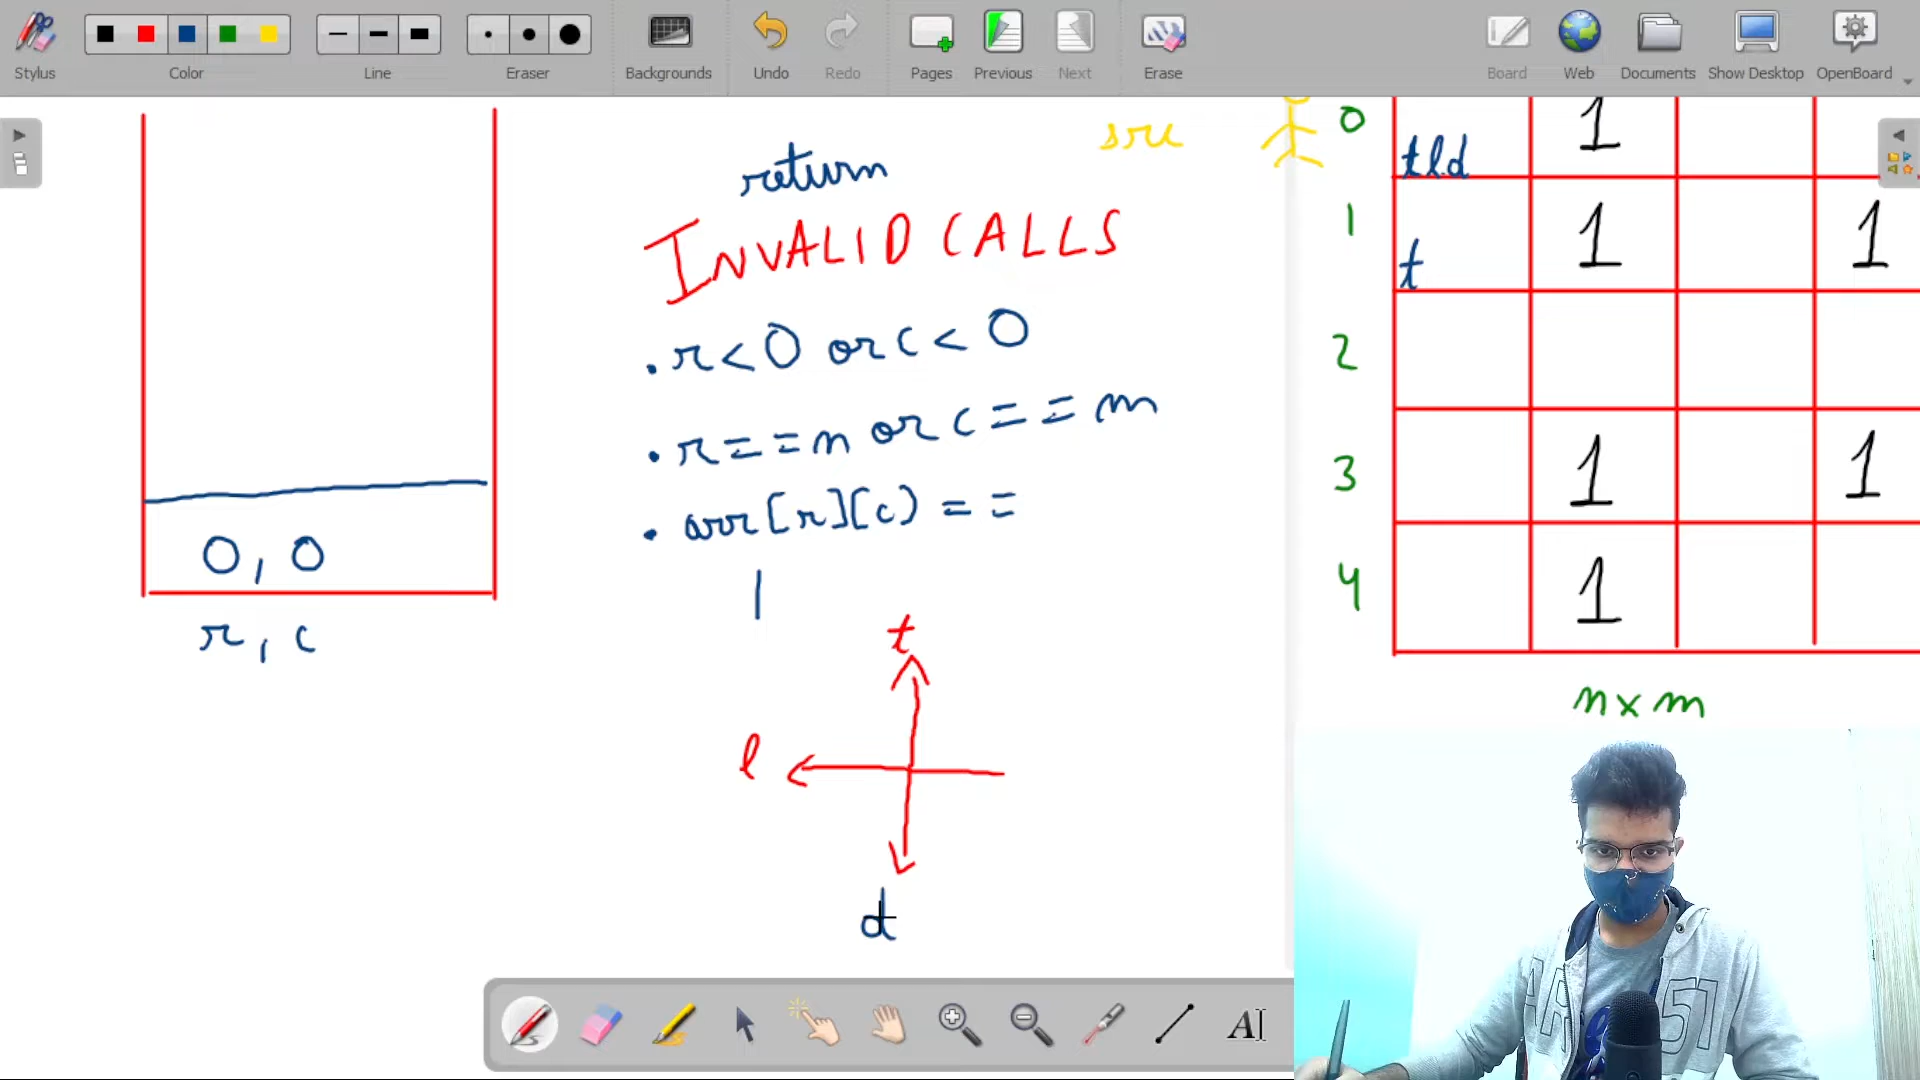 Stylus
Color
Line
Eraser
Backgrounds
Undo
Redo
Pages
Previous
Next
Erase
Board
Web
Documents
Show Desktop
OpenBoard
return
INVALID CALLS
. r < 0 or c < 0
. r == n or c == m
. arr[r][c) ==
1
t
l
d
0, 0
r, c
src
0
tld
1
1
t
1
1
2
3
1
1
4
1
n x m
AI
51